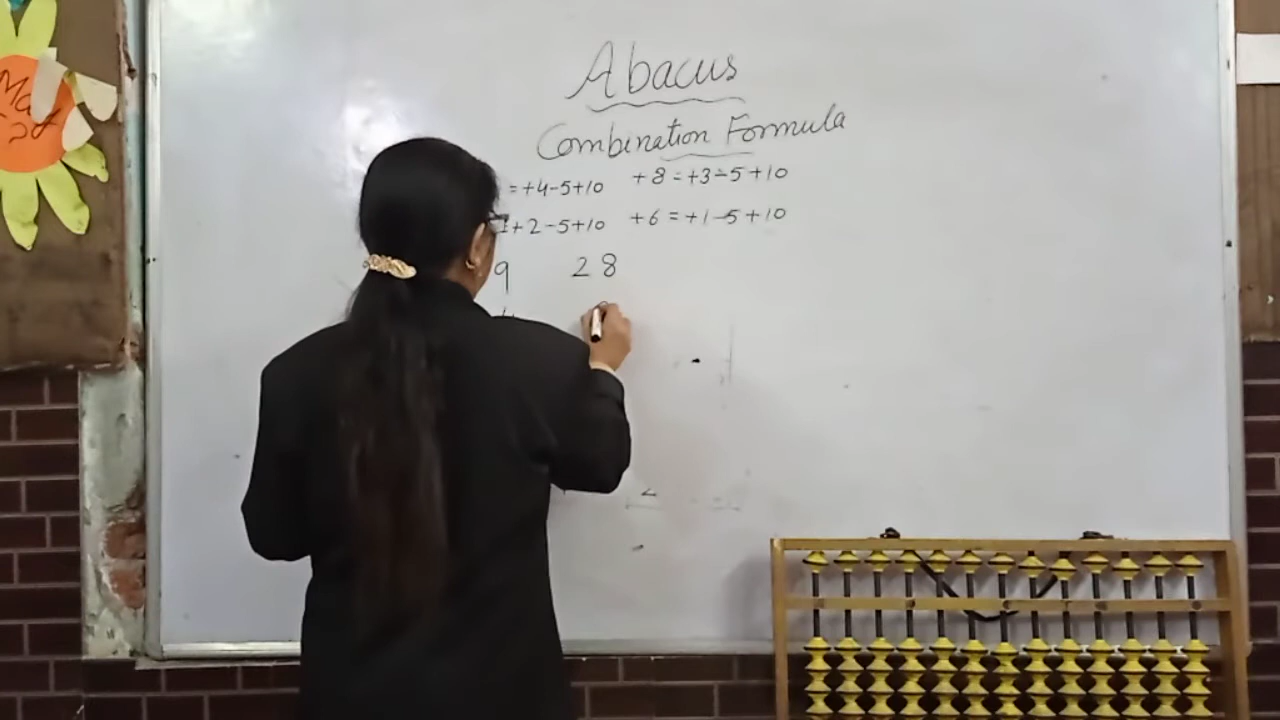 May
Abacus
Combination Formula
= +4-5+10 +8 = +3-5+10
+2-5+10 +6 = +1-5+10
9 28